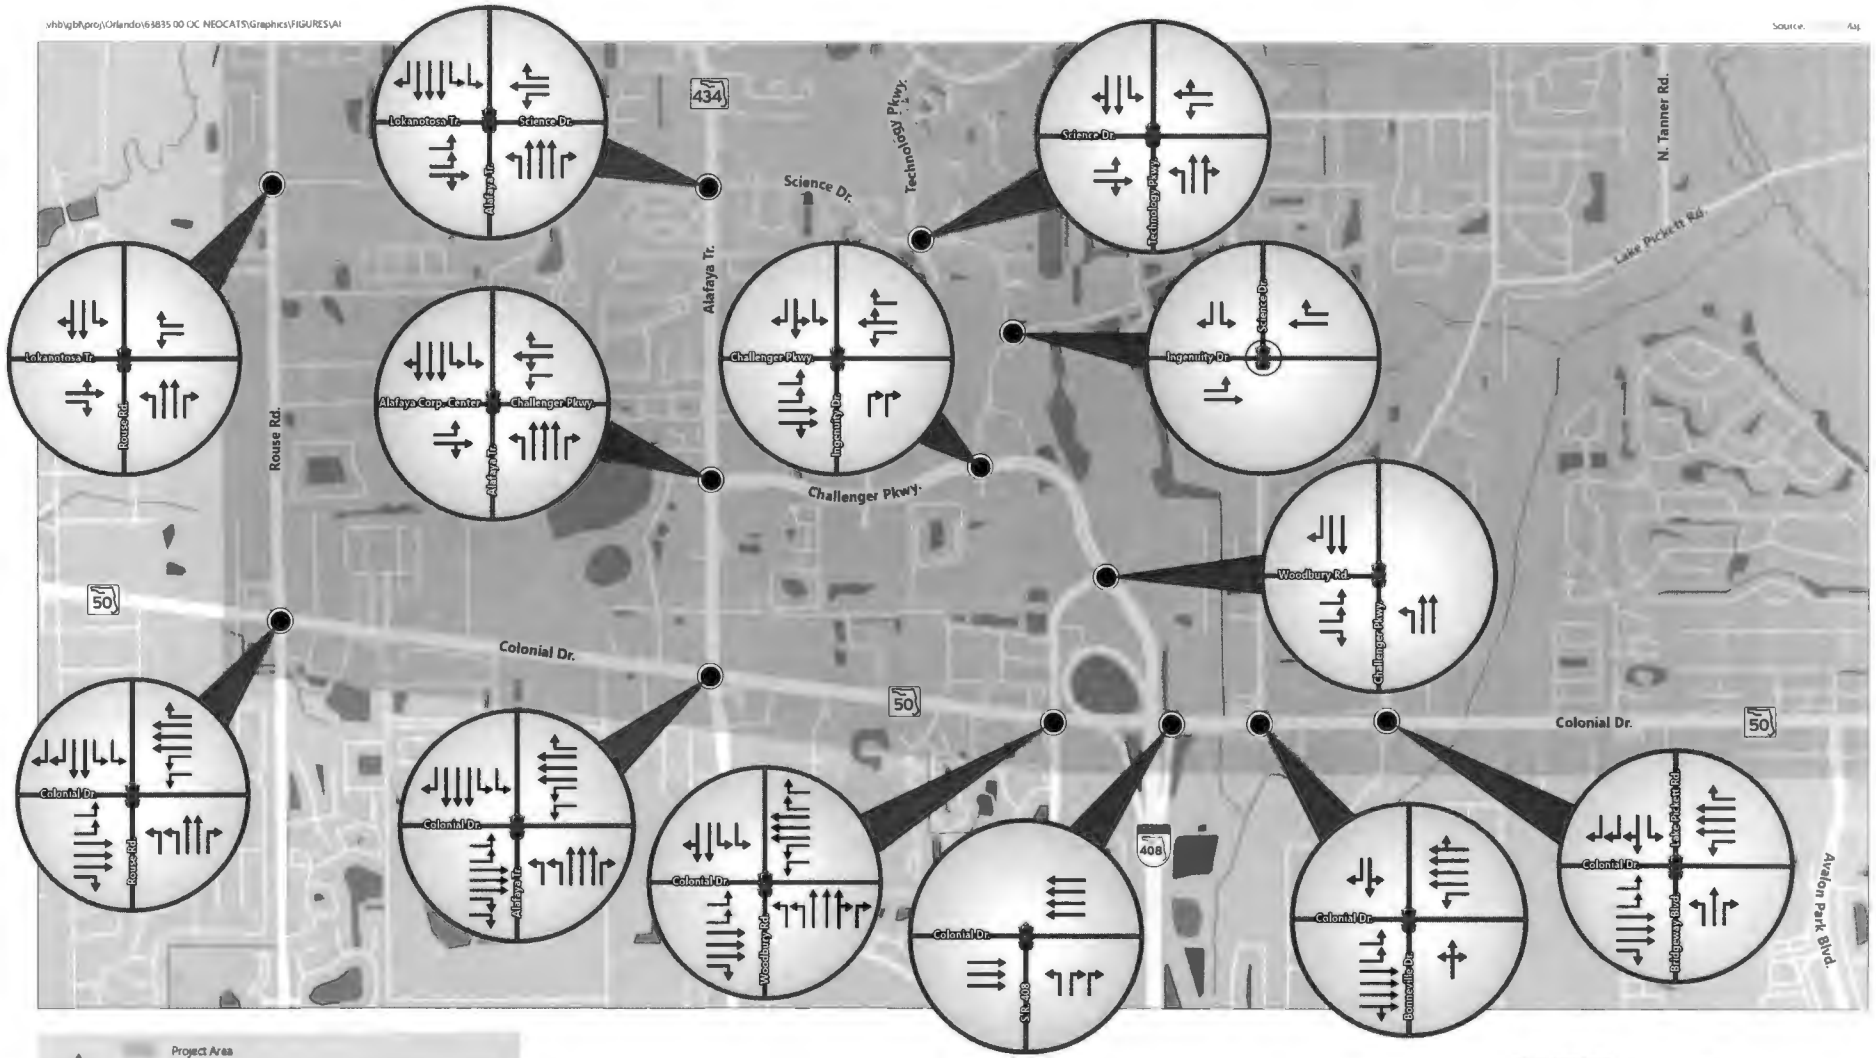 Source:
434
Technology Pkwy.
N. Tanner Rd.
Lokanotosa Tr.
Science Dr.
Alafaya Tr.
Science Dr.
Technology Pkwy.
Science Dr.
Lake Pickett Rd.
Alafaya Tr.
Lokanotosa Tr.
Rouse Rd.
Rouse Rd.
Alafaya Corp. Center
Challenger Pkwy.
Alafaya Tr.
Challenger Pkwy.
Ingenuity Dr.
Science Dr.
Ingenuity Dr.
Challenger Pkwy.
Woodbury Rd.
Challenger Pkwy.
50
Colonial Dr.
50
Colonial Dr.
50
Colonial Dr.
Rouse Rd.
Colonial Dr.
Alafaya Tr.
Colonial Dr.
Woodbury Rd.
Colonial Dr.
S.R. 408
408
Colonial Dr.
Bonneville Dr.
Lake Pickett Rd.
Colonial Dr.
Bridgeway Blvd.
Avalon Park Blvd.
Project Area